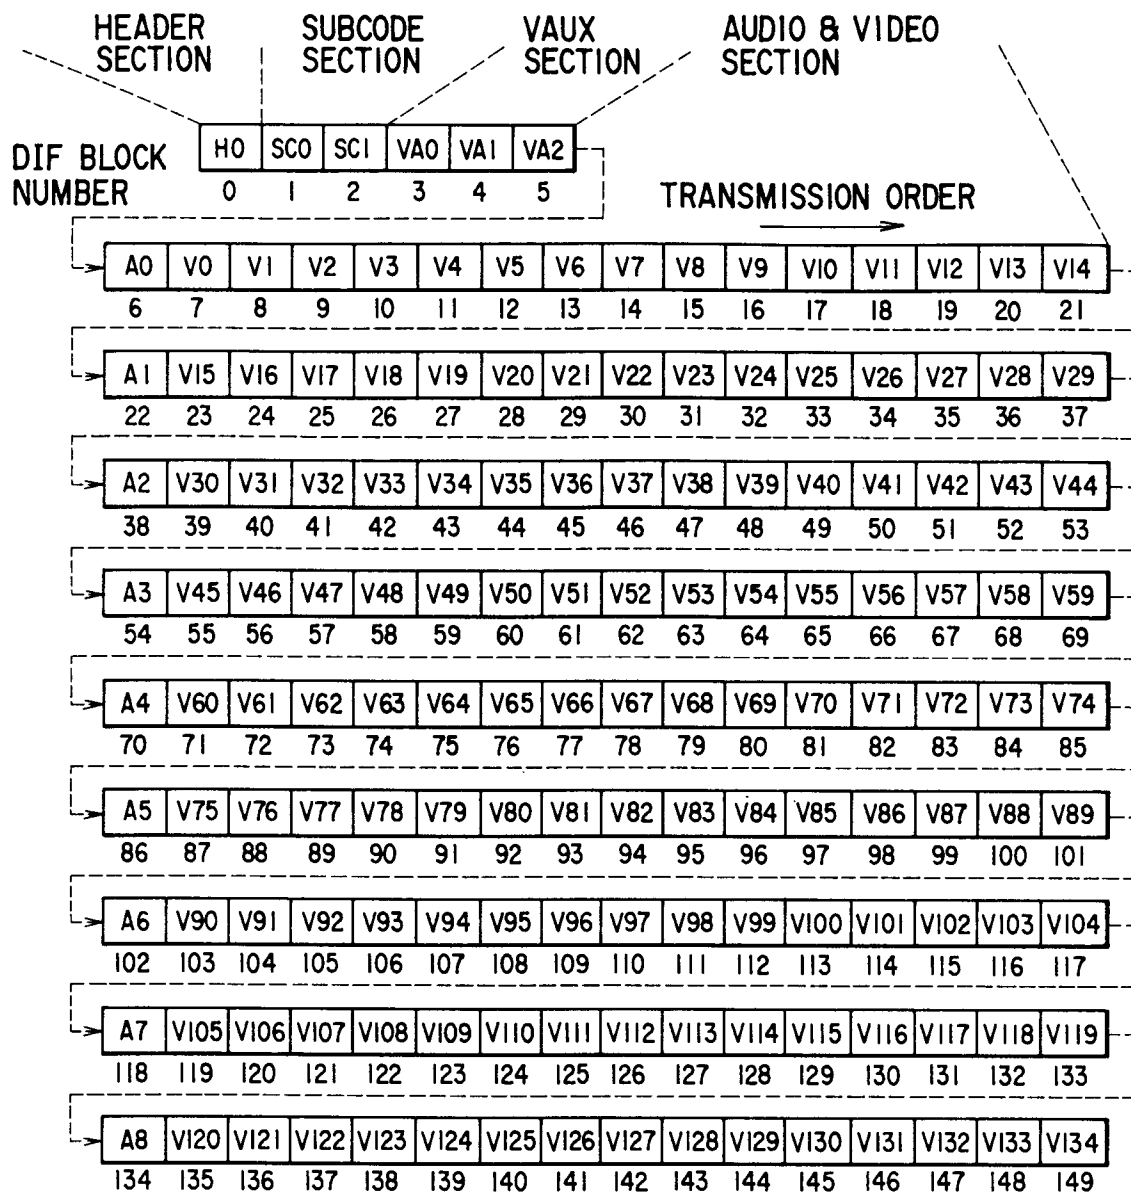 HEADER SECTION
SUBCODE SECTION
VAUX SECTION
AUDIO & VIDEO SECTION
H0 SC0 SC1 VA0 VA1 VA2
DIF BLOCK NUMBER
0 1 2 3 4 5
TRANSMISSION ORDER
A0 V0 V1 V2 V3 V4 V5 V6 V7 V8 V9 V10 V11 V12 V13 V14
6 7 8 9 10 11 12 13 14 15 16 17 18 19 20 21
A1 V15 V16 V17 V18 V19 V20 V21 V22 V23 V24 V25 V26 V27 V28 V29
22 23 24 25 26 27 28 29 30 31 32 33 34 35 36 37
A2 V30 V31 V32 V33 V34 V35 V36 V37 V38 V39 V40 V41 V42 V43 V44
38 39 40 41 42 43 44 45 46 47 48 49 50 51 52 53
A3 V45 V46 V47 V48 V49 V50 V51 V52 V53 V54 V55 V56 V57 V58 V59
54 55 56 57 58 59 60 61 62 63 64 65 66 67 68 69
A4 V60 V61 V62 V63 V64 V65 V66 V67 V68 V69 V70 V71 V72 V73 V74
70 71 72 73 74 75 76 77 78 79 80 81 82 83 84 85
A5 V75 V76 V77 V78 V79 V80 V81 V82 V83 V84 V85 V86 V87 V88 V89
86 87 88 89 90 91 92 93 94 95 96 97 98 99 100 101
A6 V90 V91 V92 V93 V94 V95 V96 V97 V98 V99 V100 V101 V102 V103 V104
102 103 104 105 106 107 108 109 110 111 112 113 114 115 116 117
A7 V105 V106 V107 V108 V109 V110 V111 V112 V113 V114 V115 V116 V117 V118 V119
118 119 120 121 122 123 124 125 126 127 128 129 130 131 132 133
A8 V120 V121 V122 V123 V124 V125 V126 V127 V128 V129 V130 V131 V132 V133 V134
134 135 136 137 138 139 140 141 142 143 144 145 146 147 148 149